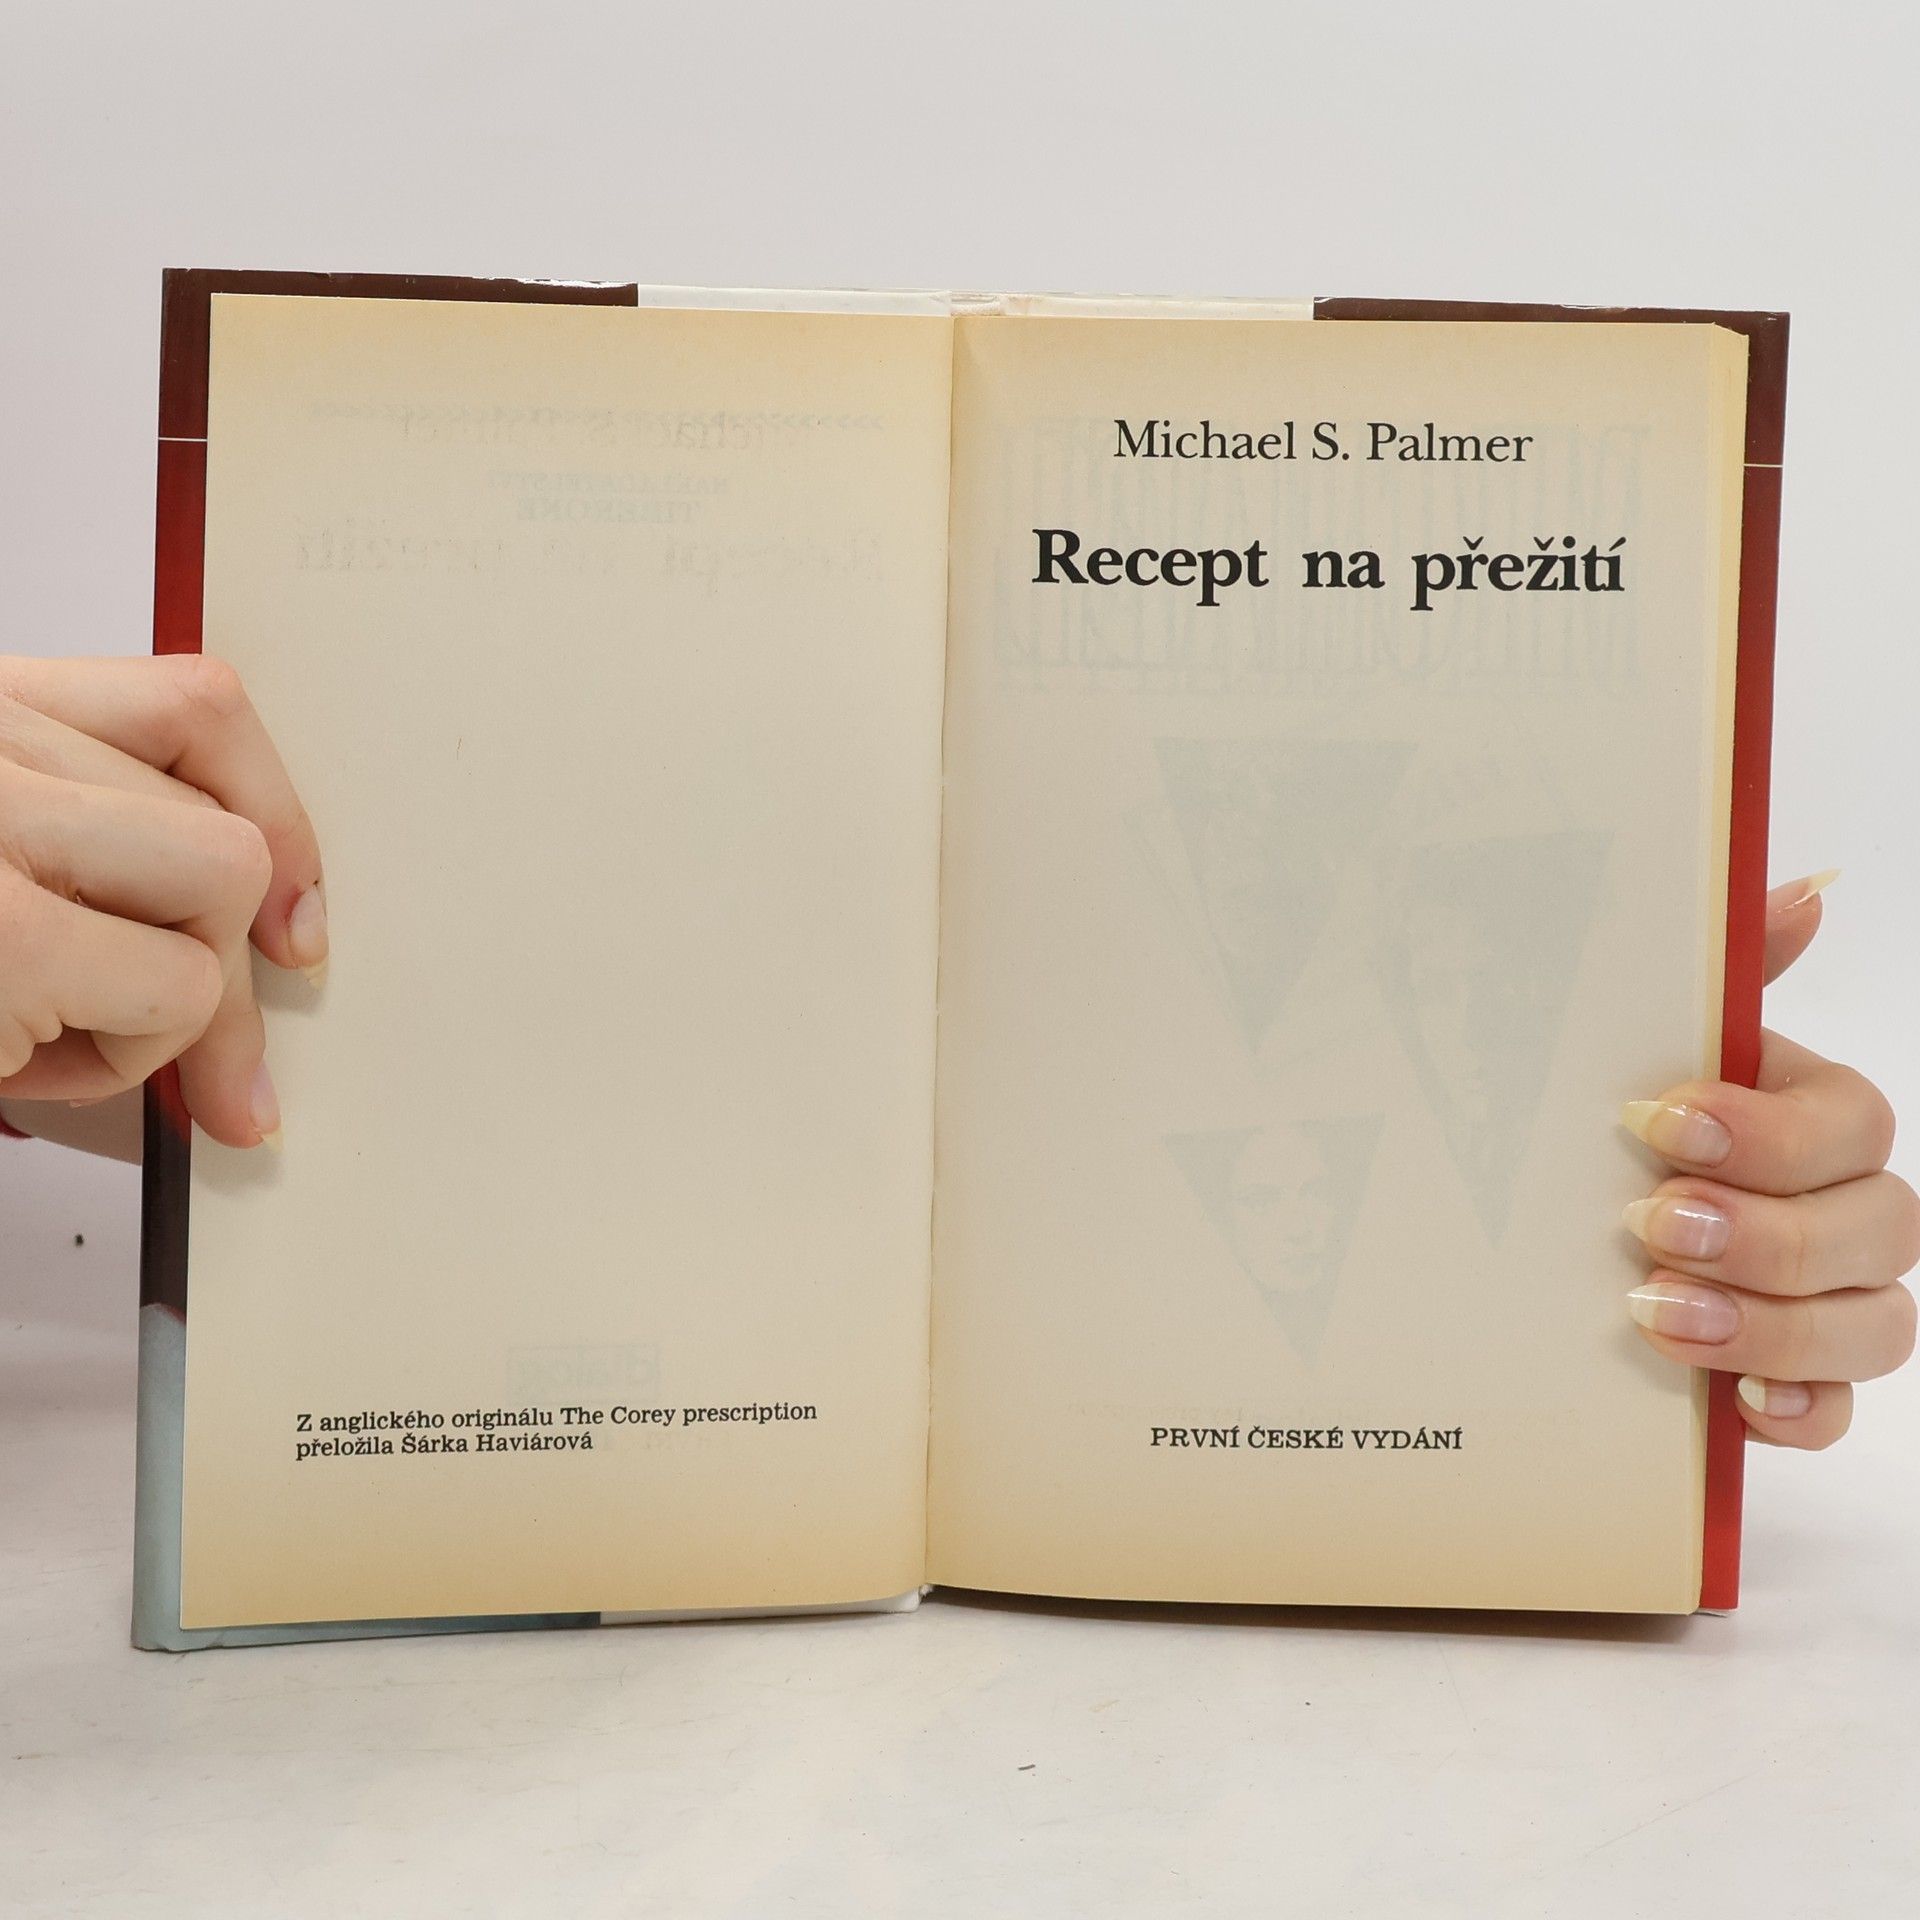 Z anglického originálu The Corey prescription
přeložila Šárka Haviárová
Michael S. Palmer
Recept na přežití
PRVNÍ ČESKÉ VYDÁNÍ